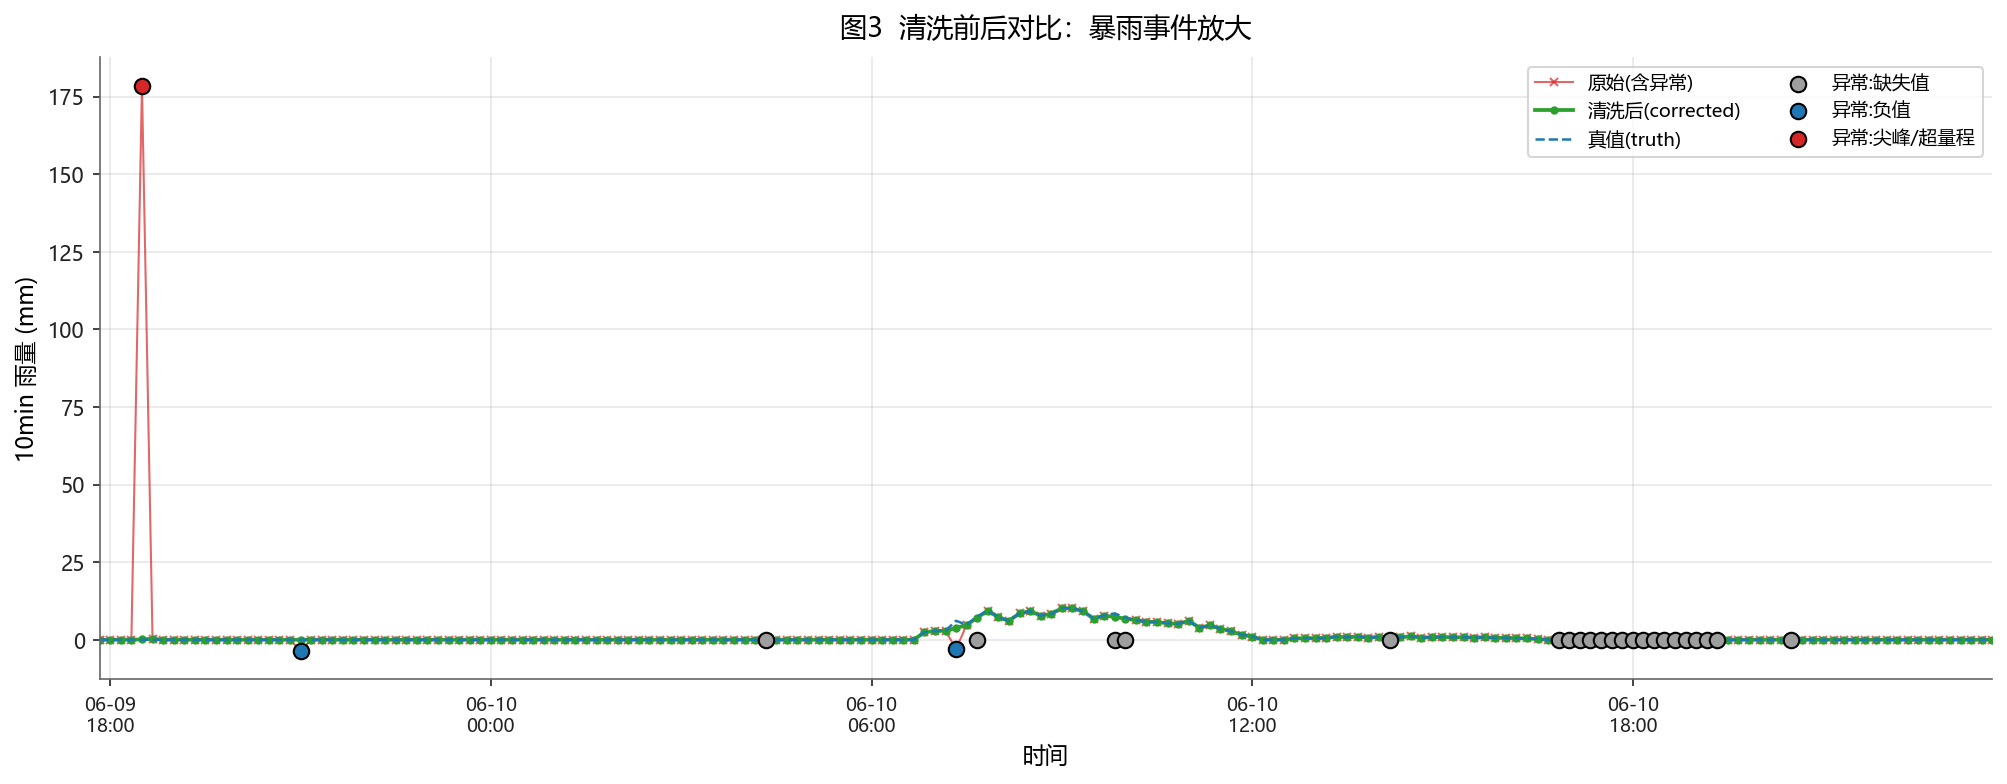 图3 清洗前后对比：暴雨事件放大
原始(含异常)
清洗后(corrected)
真值(truth)
异常:缺失值
异常:负值
异常:尖峰/超量程
10min 雨量 (mm)
175
150
125
100
75
50
25
0
06-09
18:00
06-10
00:00
06-10
06:00
06-10
12:00
06-10
18:00
时间